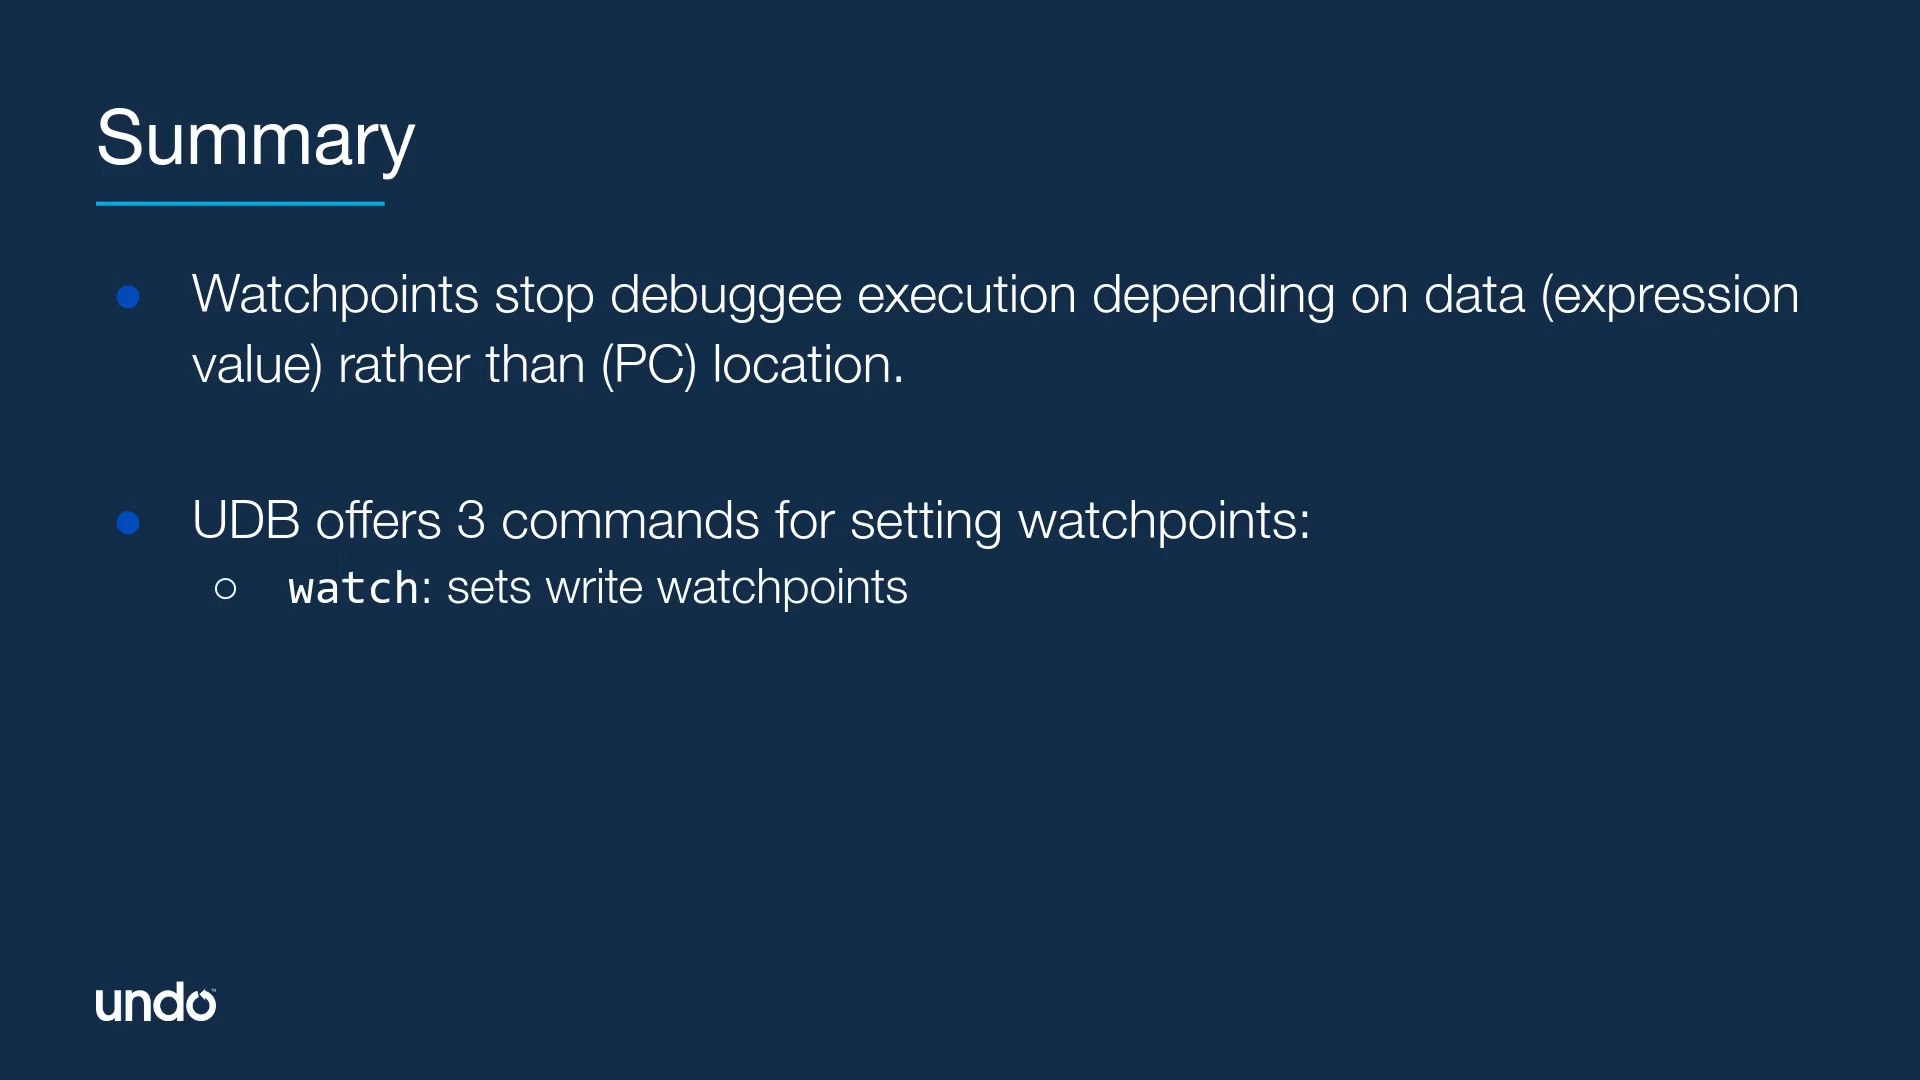 Summary
● Watchpoints stop debuggee execution depending on data (expression
value) rather than (PC) location.
● UDB offers 3 commands for setting watchpoints:
○ watch: sets write watchpoints
undo™